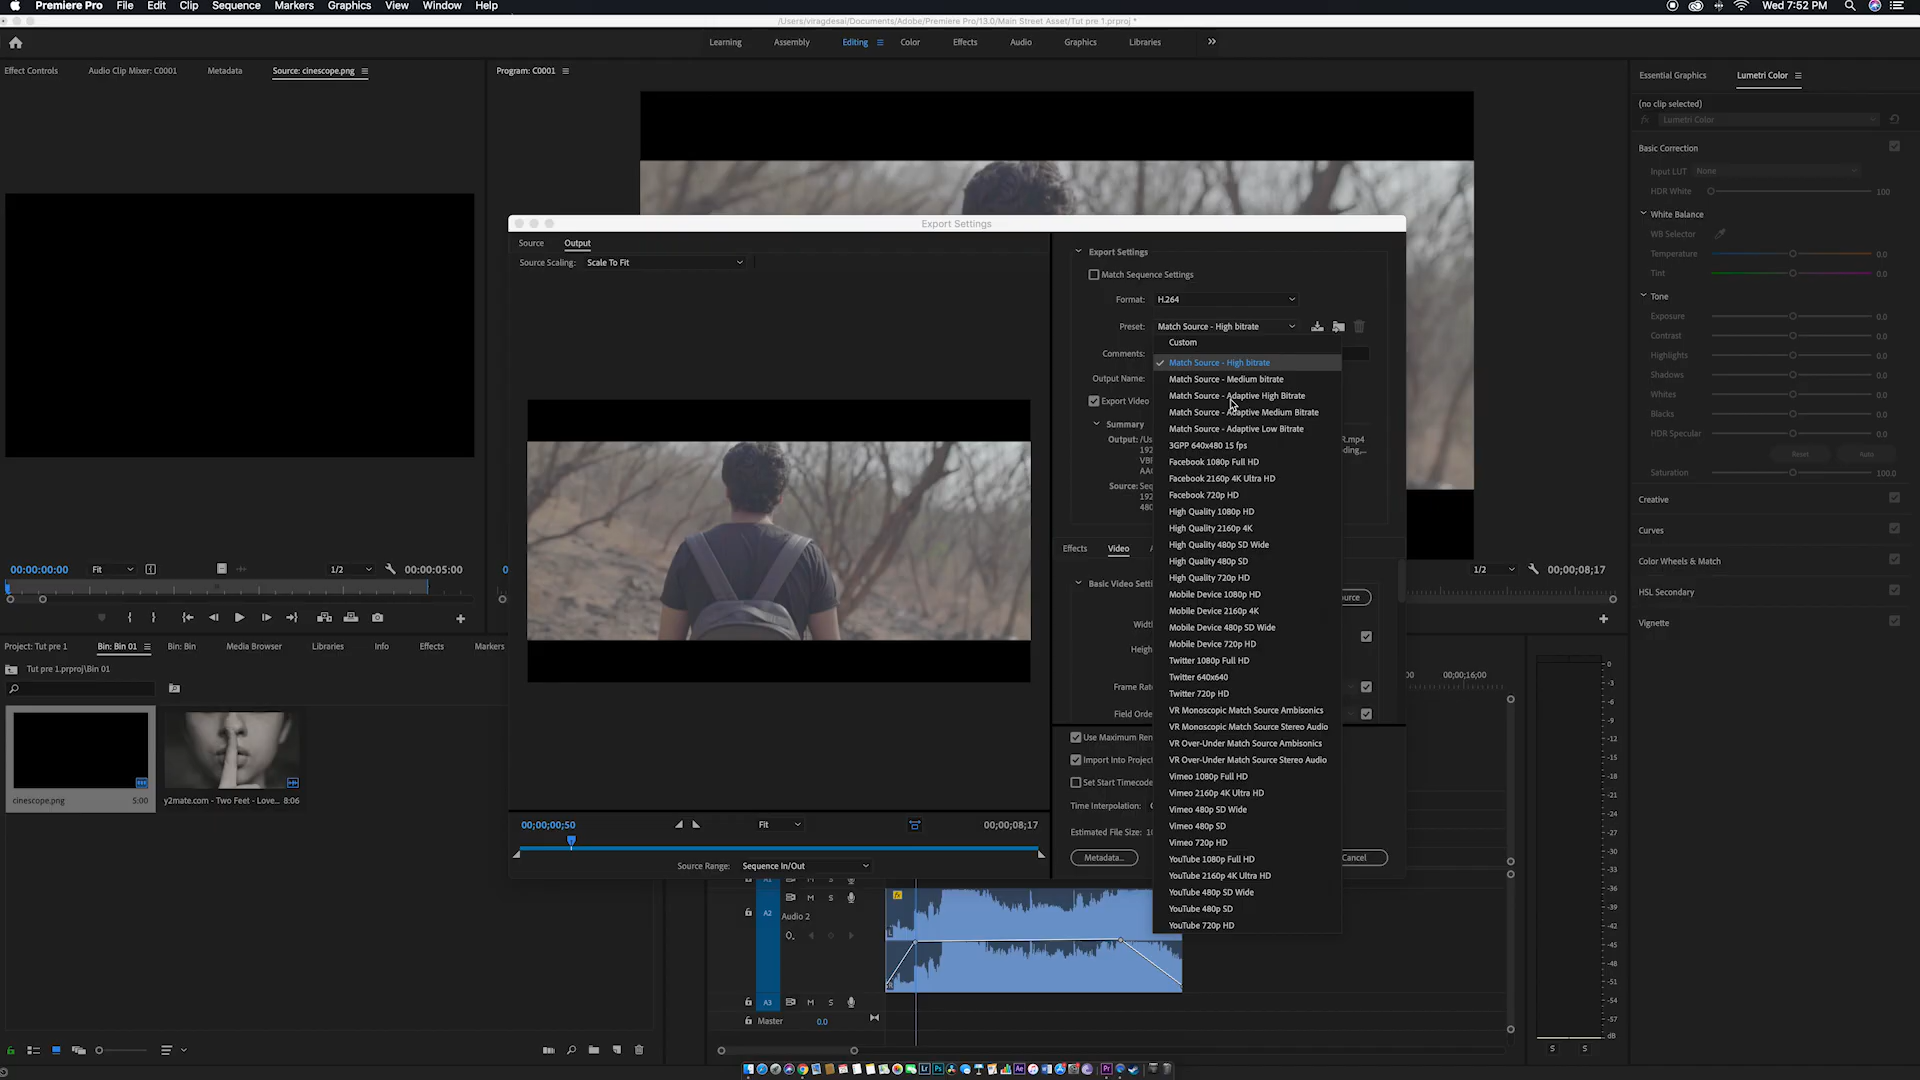 Premiere Pro File Edit Clip Sequence Markers Graphics View Window Help Wed 7:52 PM
/users/viragdesai/Documents/Adobe/Premiere Pro/13.0/Main Street Asset/Tut pre 1.prproj *
Learning Assembly Editing Color Effects Audio Graphics Libraries
Effect Controls Audio Clip Mixer: C0001 Metadata Source: cinescope.png
Program: C0001
Essential Graphics Lumetri Color
(no clip selected)
fx Lumetri Color
Basic Correction
Input LUT None
HDR White 100
White Balance
WB Selector
Temperature 0.0
Tint 0.0
Tone
Exposure 0.0
Contrast 0.0
Highlights 0.0
Shadows 0.0
Whites 0.0
Blacks 0.0
HDR Specular 0.0
Reset Auto
Saturation 100.0
Creative
Curves
Color Wheels & Match
HSL Secondary
Vignette
Export Settings
Source Output
Source Scaling: Scale To Fit
Export Settings
Match Sequence Settings
Format: H.264
Preset: Match Source - High bitrate
Comments:
Output Name:
Export Video
Summary
Output: /Us
192
VBR
AAC
R.mp4
ding,...
Source: Seq
192
480
Custom
Match Source - High bitrate
Match Source - Medium bitrate
Match Source - Adaptive High Bitrate
Match Source - Adaptive Medium Bitrate
Match Source - Adaptive Low Bitrate
3GPP 640x480 15 fps
Facebook 1080p Full HD
Facebook 2160p 4K Ultra HD
Facebook 720p HD
High Quality 1080p HD
High Quality 2160p 4K
High Quality 480p SD Wide
High Quality 480p SD
High Quality 720p HD
Mobile Device 1080p HD
Mobile Device 2160p 4K
Mobile Device 480p SD Wide
Mobile Device 720p HD
Twitter 1080p Full HD
Twitter 640x640
Twitter 720p HD
VR Monoscopic Match Source Ambisonics
VR Monoscopic Match Source Stereo Audio
VR Over-Under Match Source Ambisonics
VR Over-Under Match Source Stereo Audio
Vimeo 1080p Full HD
Vimeo 2160p 4K Ultra HD
Vimeo 480p SD Wide
Vimeo 480p SD
Vimeo 720p HD
YouTube 1080p Full HD
YouTube 2160p 4K Ultra HD
YouTube 480p SD Wide
YouTube 480p SD
YouTube 720p HD
Effects Video
Basic Video Setti
ource
Width
Heigh
Frame Rat
Field Orde
Use Maximum Ren
Import Into Project
Set Start Timecode
Time Interpolation:
Estimated File Size: 10
Metadata... Cancel
00;00;00;50 Fit 00;00;08;17
Source Range: Sequence In/Out
00:00:00:00 Fit 1/2 00:00:05:00
1/2 00;00;08;17
Project: Tut pre 1 Bin: Bin 01 Bin: Bin Media Browser Libraries Info Effects Markers
Tut pre 1.prproj\Bin 01
cinescope.png 5:00
y2mate.com - Two Feet - Love... 8:06
00 00;00;16;00
A1 M S
M S
A2 Audio 2
fx
L
R
A3 M S
Master 0.0
0
-3
-6
-9
-12
-15
-18
-21
-24
-27
-30
-33
-36
-39
-42
-45
-48
-51
-54
-57
dB
S S